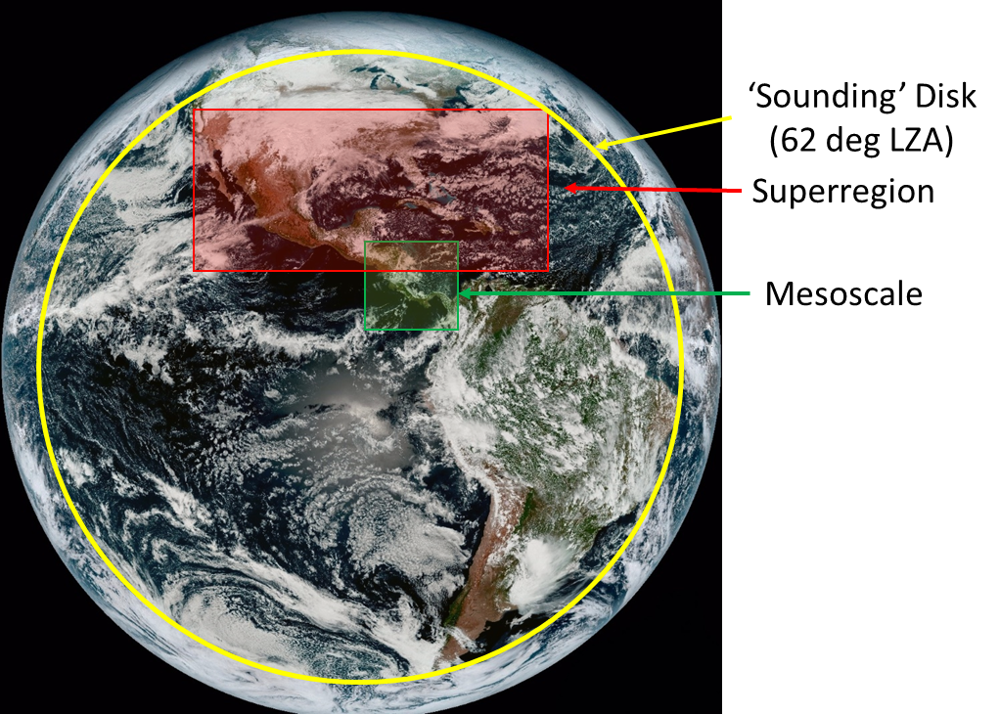 ‘Sounding’ Disk
(62 deg LZA)
Superregion
Mesoscale